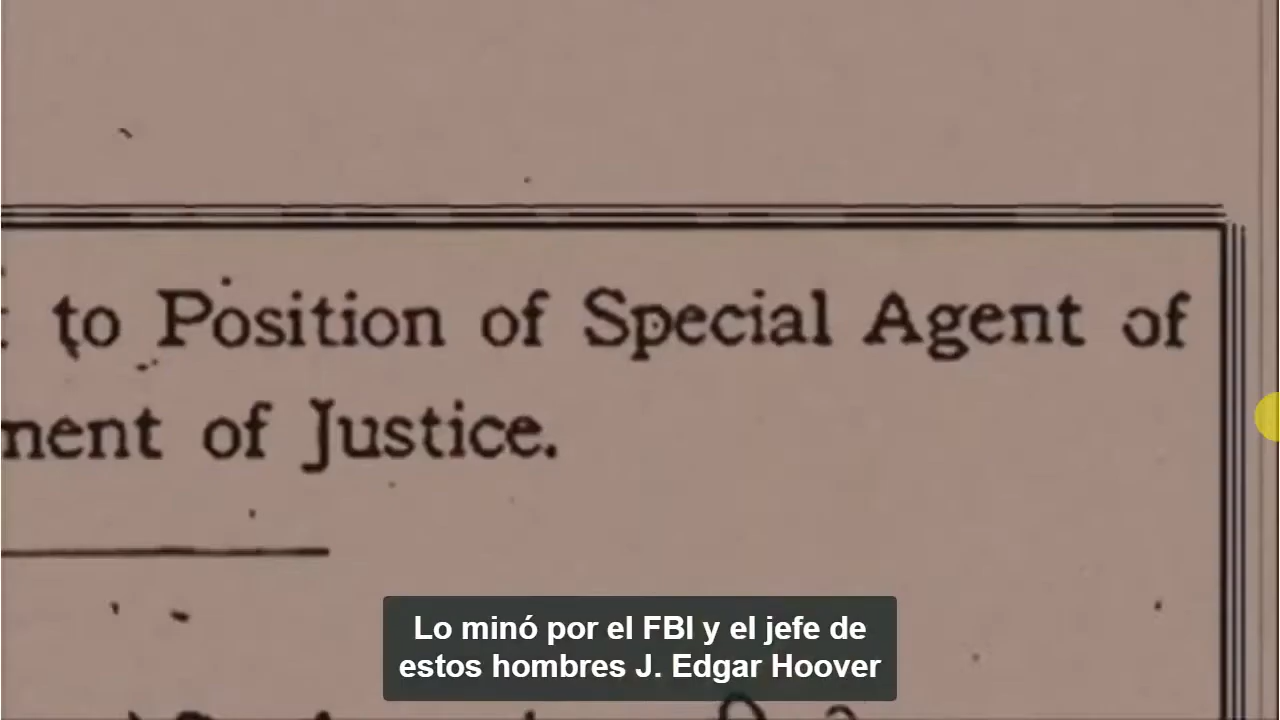 to Position of Special Agent of
ment of Justice.
Lo minó por el FBI y el jefe de
estos hombres J. Edgar Hoover